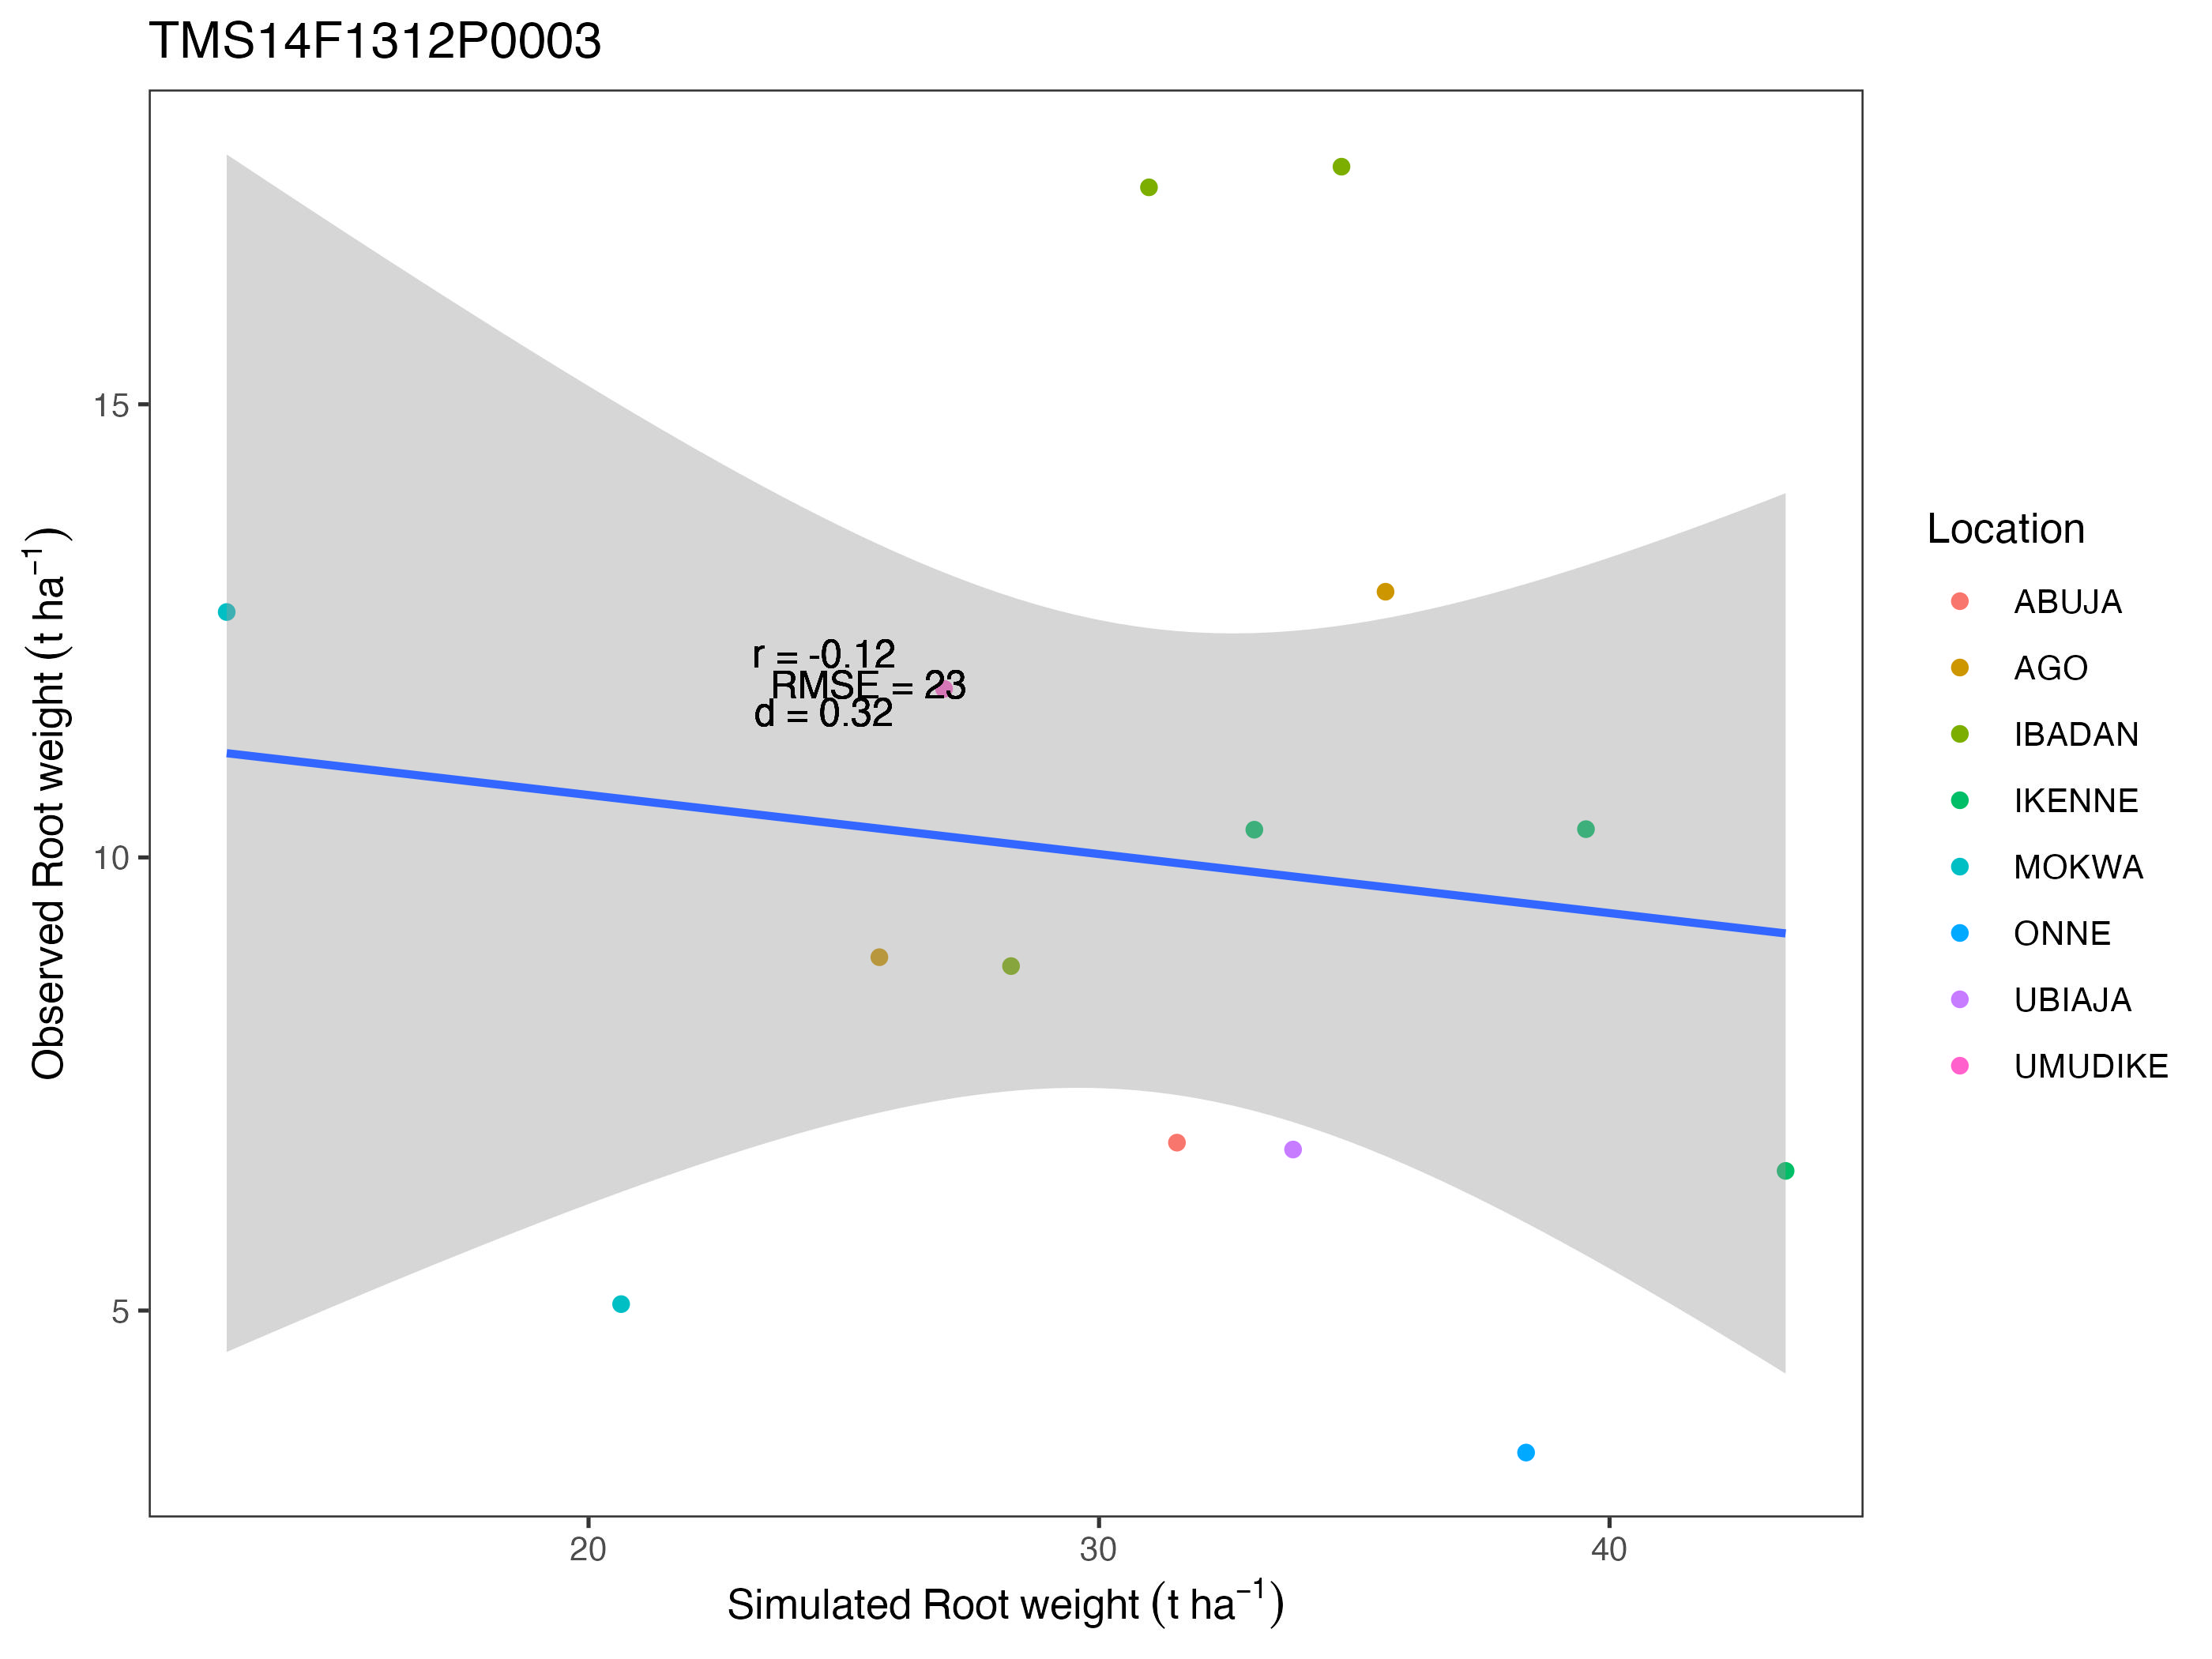 TMS14F1312P0003
Observed Root weight (t ha⁻¹)
15
10
5
r = -0.12
RMSE = 23
d = 0.32
20
30
40
Simulated Root weight (t ha⁻¹)
Location
ABUJA
AGO
IBADAN
IKENNE
MOKWA
ONNE
UBIAJA
UMUDIKE